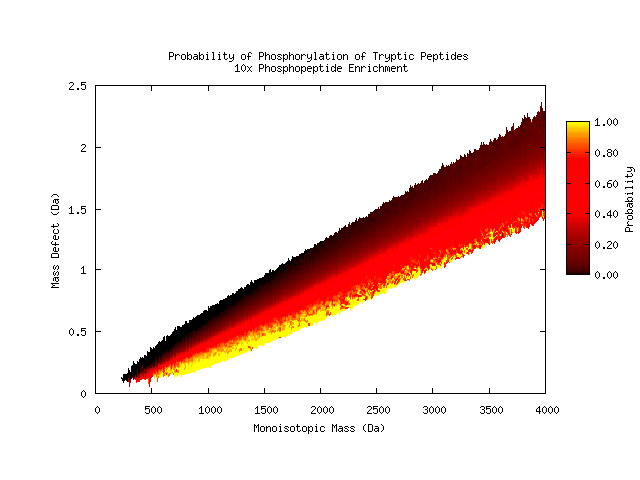 Probability of Phosphorylation of Tryptic Peptides
10x Phosphopeptide Enrichment
2.5
2
1.5
1
0.5
0
Mass Defect (Da)
0 500 1000 1500 2000 2500 3000 3500 4000
Monoisotopic Mass (Da)
1.00
0.80
0.60
0.40
0.20
0.00
Probability